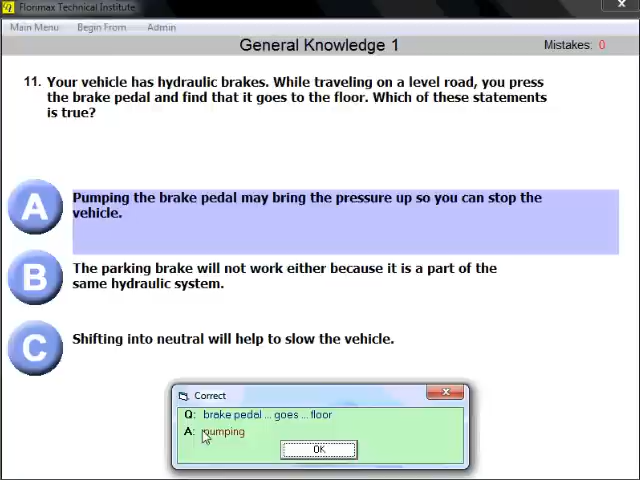 Florimax Technical Institute
Main Menu Begin From Admin
General Knowledge 1
Mistakes: 0
11. Your vehicle has hydraulic brakes. While traveling on a level road, you press
the brake pedal and find that it goes to the floor. Which of these statements
is true?
A
Pumping the brake pedal may bring the pressure up so you can stop the
vehicle.
B
The parking brake will not work either because it is a part of the
same hydraulic system.
C
Shifting into neutral will help to slow the vehicle.
Correct
Q: brake pedal ... goes ... floor
A: pumping
OK